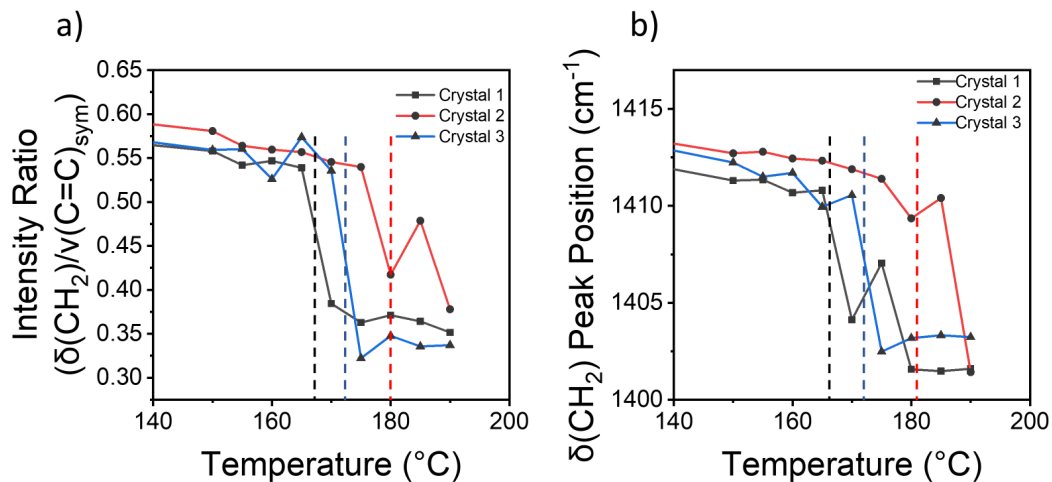 a)
Intensity Ratio
(δ(CH₂)/ν(C=C)sym)
0.65
0.60
0.55
0.50
0.45
0.40
0.35
0.30
Crystal 1
Crystal 2
Crystal 3
140 160 180 200
Temperature (°C)
b)
δ(CH₂) Peak Position (cm⁻¹)
1415
1410
1405
1400
Crystal 1
Crystal 2
Crystal 3
140 160 180 200
Temperature (°C)